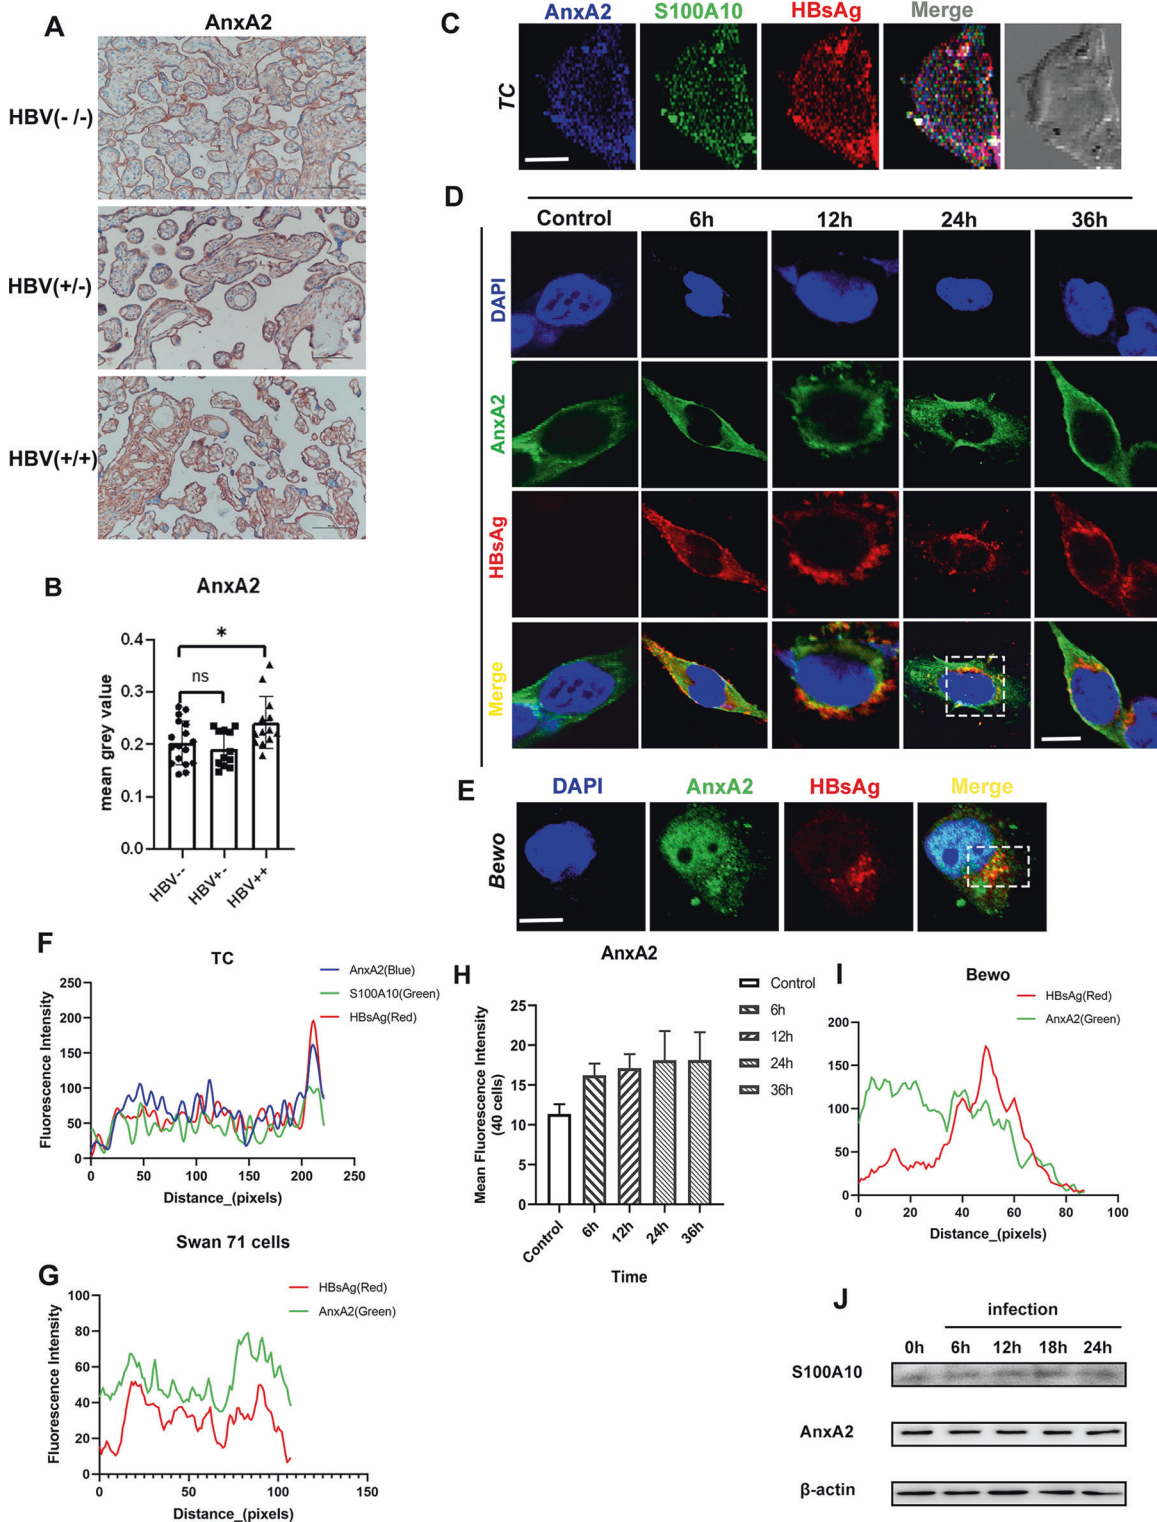 A
AnxA2
HBV(- /-)
HBV(+/-)
HBV(+/+)
B
AnxA2
mean grey value
0.4
0.3
0.2
0.1
0.0
*
ns
HBV--
HBV+-
HBV++
C
AnxA2 S100A10 HBsAg Merge
TC
D
Control 6h 12h 24h 36h
DAPI
AnxA2
HBsAg
Merge
E
DAPI AnxA2 HBsAg Merge
Bewo
F
TC
AnxA2(Blue)
S100A10(Green)
HBsAg(Red)
Fluorescence Intensity
250
200
150
100
50
0
0 50 100 150 200 250
Distance_(pixels)
G
Swan 71 cells
HBsAg(Red)
AnxA2(Green)
Fluorescence Intensity
100
80
60
40
20
0
0 50 100 150
Distance_(pixels)
H
AnxA2
Control
6h
12h
24h
36h
Mean Fluorescence Intensity
(40 cells)
25
20
15
10
5
0
Control 6h 12h 24h 36h
Time
I
Bewo
HBsAg(Red)
AnxA2(Green)
Fluorescence Intensity
200
150
100
50
0
0 20 40 60 80 100
Distance_(pixels)
J
infection
0h 6h 12h 18h 24h
S100A10
AnxA2
β-actin